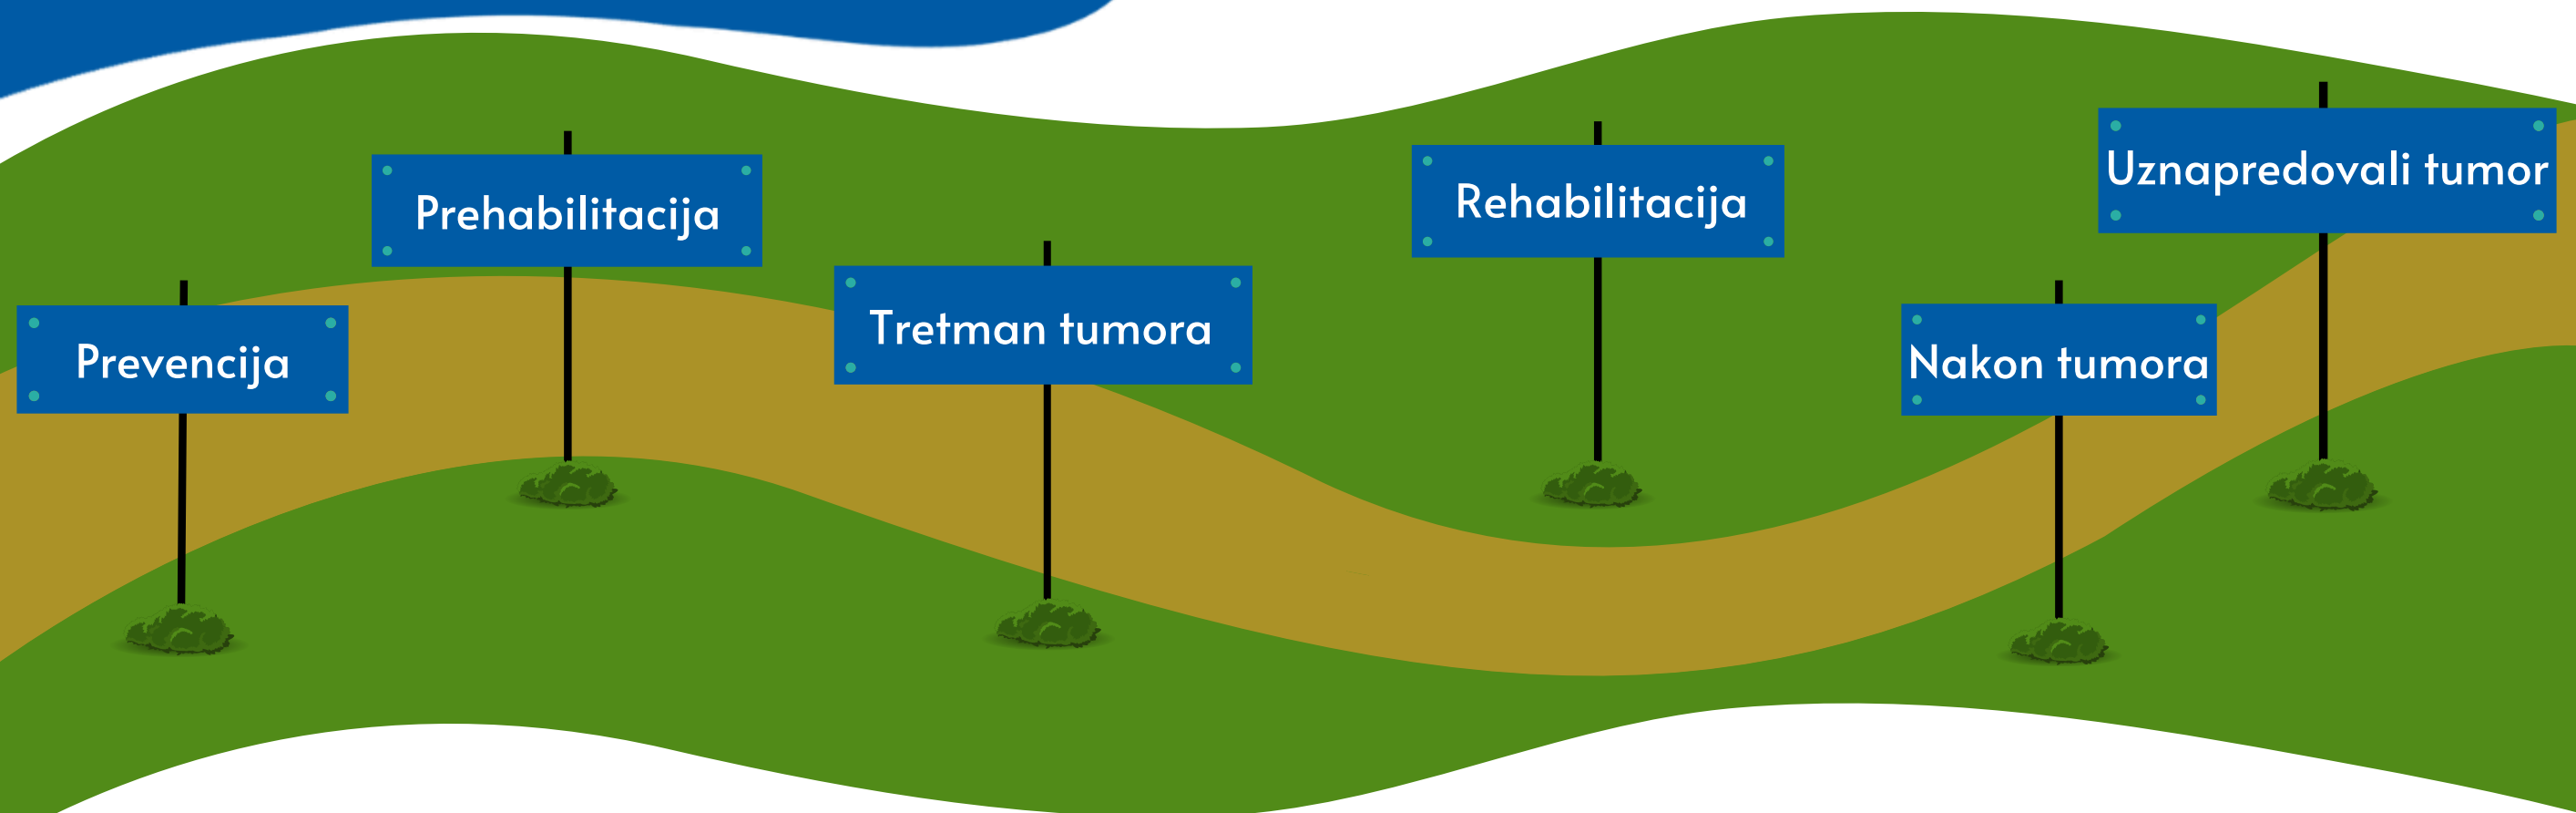 Prevencija
Prehabilitacija
Tretman tumora
Rehabilitacija
Nakon tumora
Uznapredovali tumor